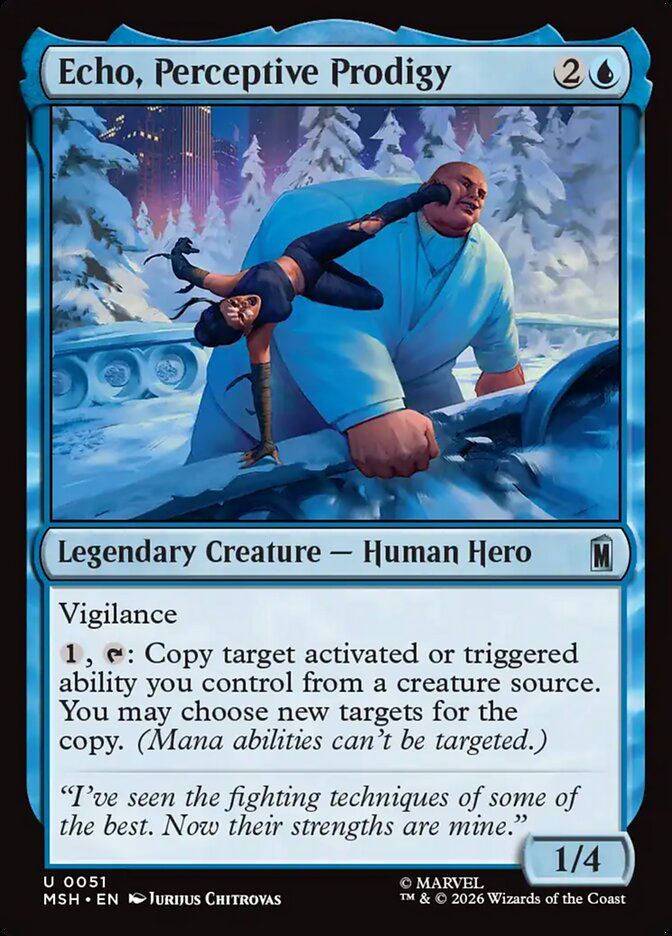 Echo, Perceptive Prodigy 2
Legendary Creature — Human Hero M
Vigilance
1, : Copy target activated or triggered
ability you control from a creature source.
You may choose new targets for the
copy. (Mana abilities can’t be targeted.)
“I’ve seen the fighting techniques of some of
the best. Now their strengths are mine.”
1/4
U 0051
MSH • EN Jurijus Chitrovas
© MARVEL
™ & © 2026 Wizards of the Coast